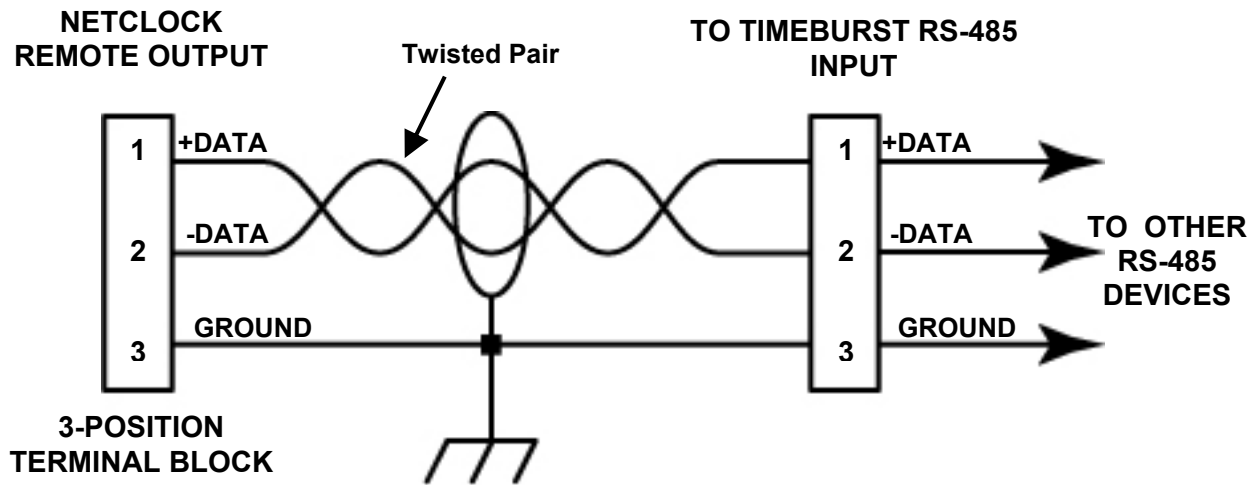 NETCLOCK
REMOTE OUTPUT
Twisted Pair
TO TIMEBURST RS-485
INPUT
1
+DATA
1
+DATA
2
-DATA
2
-DATA
TO OTHER
RS-485
DEVICES
3
GROUND
3
GROUND
3-POSITION
TERMINAL BLOCK